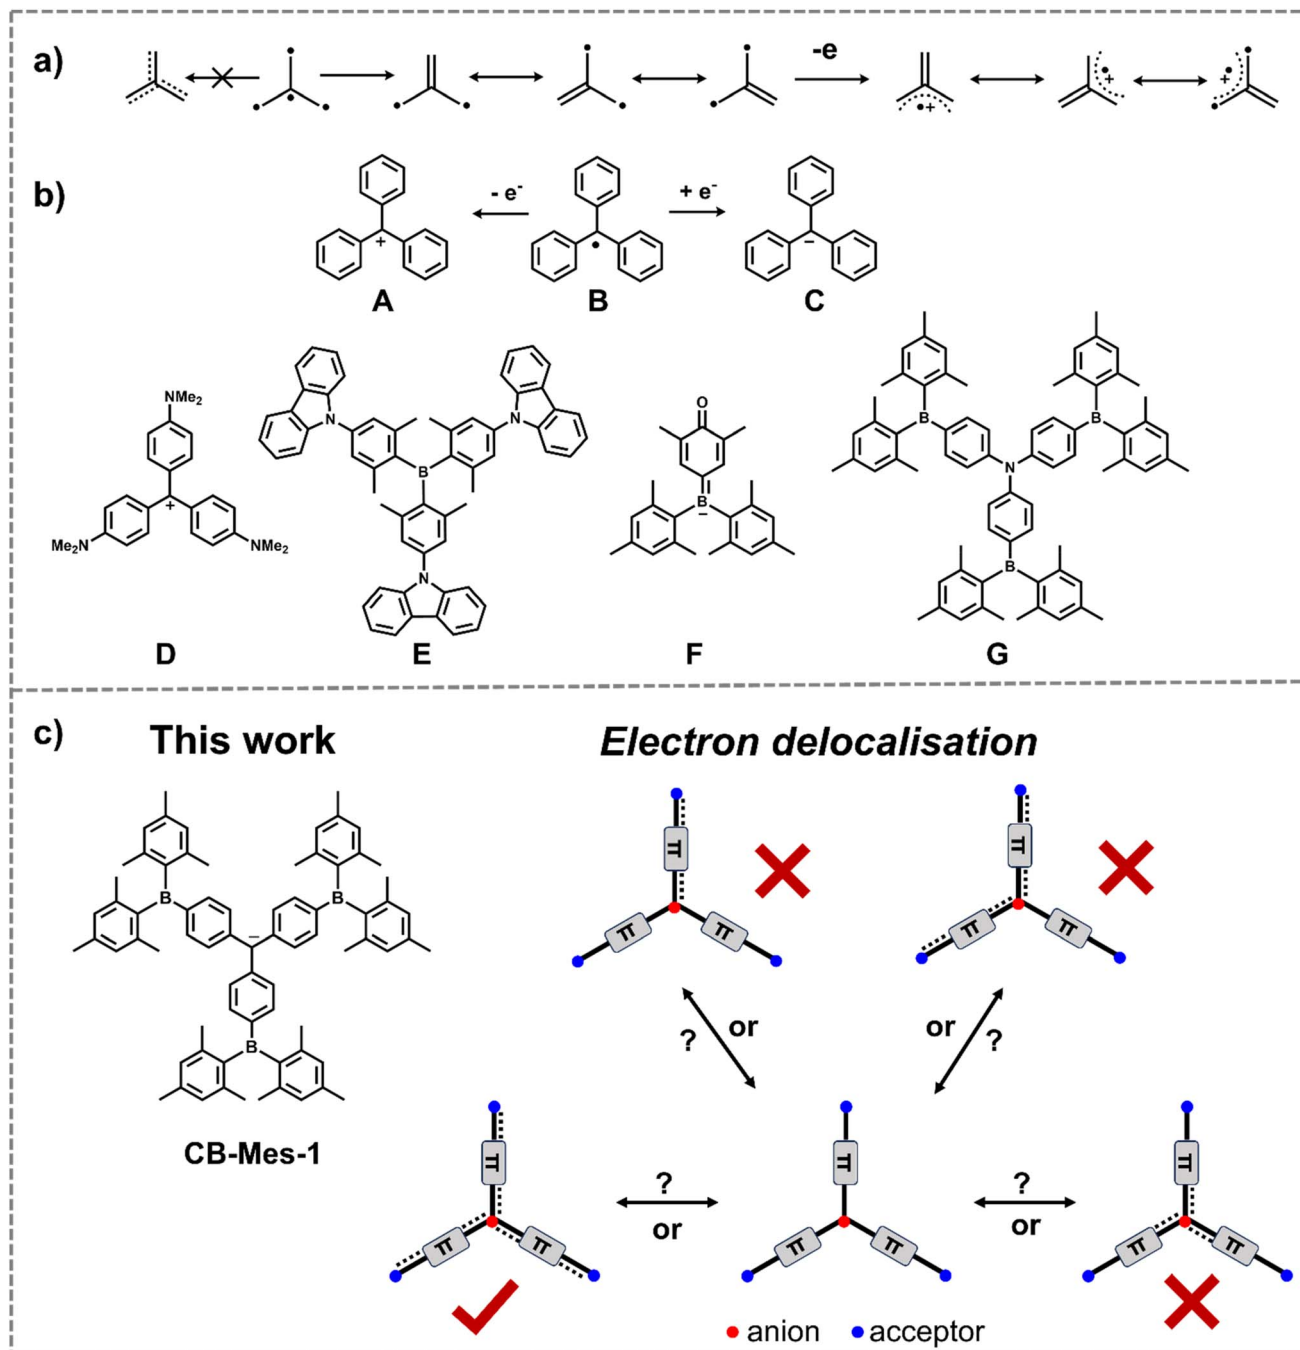 a)
-e
b)
- e⁻
+ e⁻
A
B
C
NMe₂
Me₂N
NMe₂
D
N
N
B
N
E
O
B
F
B
B
N
B
G
c)
This work
Electron delocalisation
B
B
B
CB-Mes-1
π
π
π
π
π
π
or
?
or
?
π
π
π
?
or
π
π
π
?
or
π
π
π
anion
acceptor